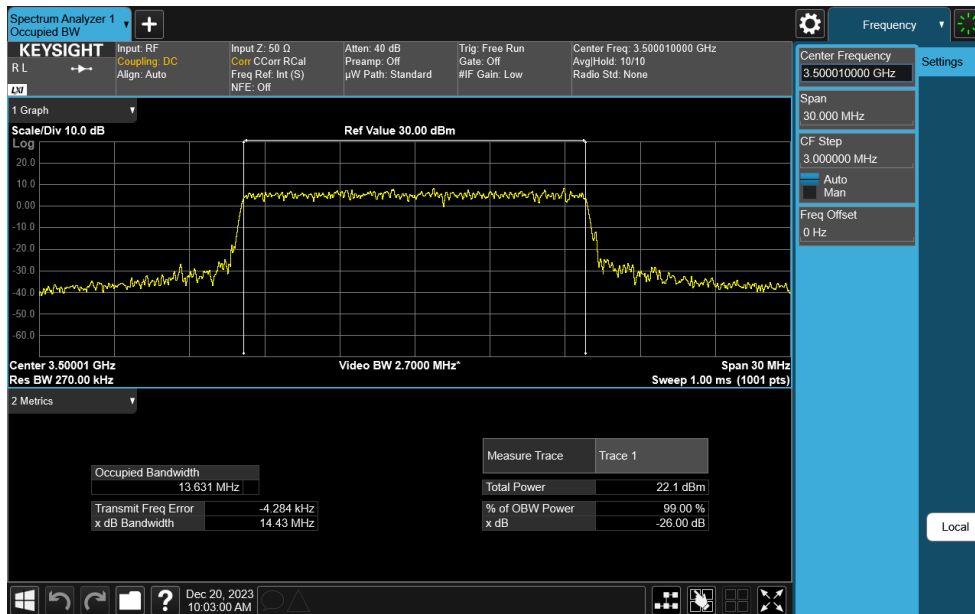 Spectrum Analyzer 1
Occupied BW
+
Frequency
KEYSIGHT
R L
LXI
Input: RF
Coupling: DC
Align: Auto
Input Z: 50 Ω
Corr CCorr RCal
Freq Ref: Int (S)
NFE: Off
Atten: 40 dB
Preamp: Off
µW Path: Standard
Trig: Free Run
Gate: Off
#IF Gain: Low
Center Freq: 3.500010000 GHz
Avg|Hold: 10/10
Radio Std: None
Center Frequency
3.500010000 GHz
Settings
Span
30.000 MHz
CF Step
3.000000 MHz
Auto
Man
Freq Offset
0 Hz
Local
1 Graph
Scale/Div 10.0 dB
Ref Value 30.00 dBm
Log
20.0
10.0
0.00
-10.0
-20.0
-30.0
-40.0
-50.0
-60.0
Center 3.50001 GHz
Video BW 2.7000 MHz*
Span 30 MHz
Res BW 270.00 kHz
Sweep 1.00 ms (1001 pts)
2 Metrics
Measure Trace
Trace 1
Occupied Bandwidth
13.631 MHz
Total Power
22.1 dBm
Transmit Freq Error
-4.284 kHz
% of OBW Power
99.00 %
x dB Bandwidth
14.43 MHz
x dB
-26.00 dB
?
Dec 20, 2023
10:03:00 AM